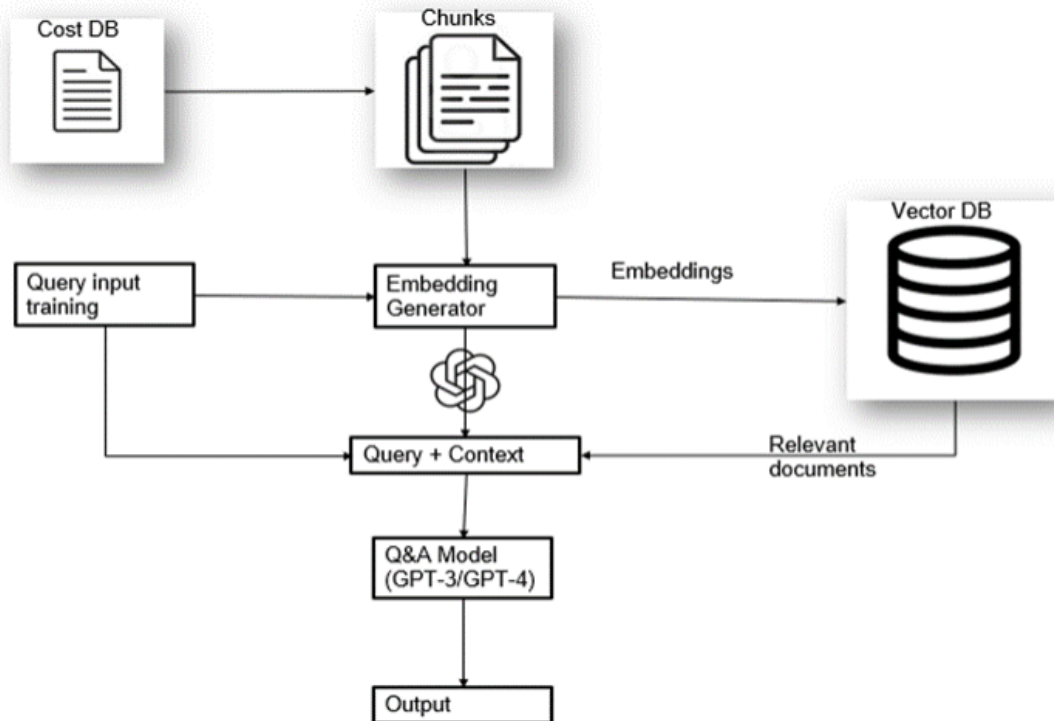 Cost DB
Chunks
Vector DB
Query input
training
Embedding
Generator
Embeddings
Query + Context
Relevant
documents
Q&A Model
(GPT-3/GPT-4)
Output